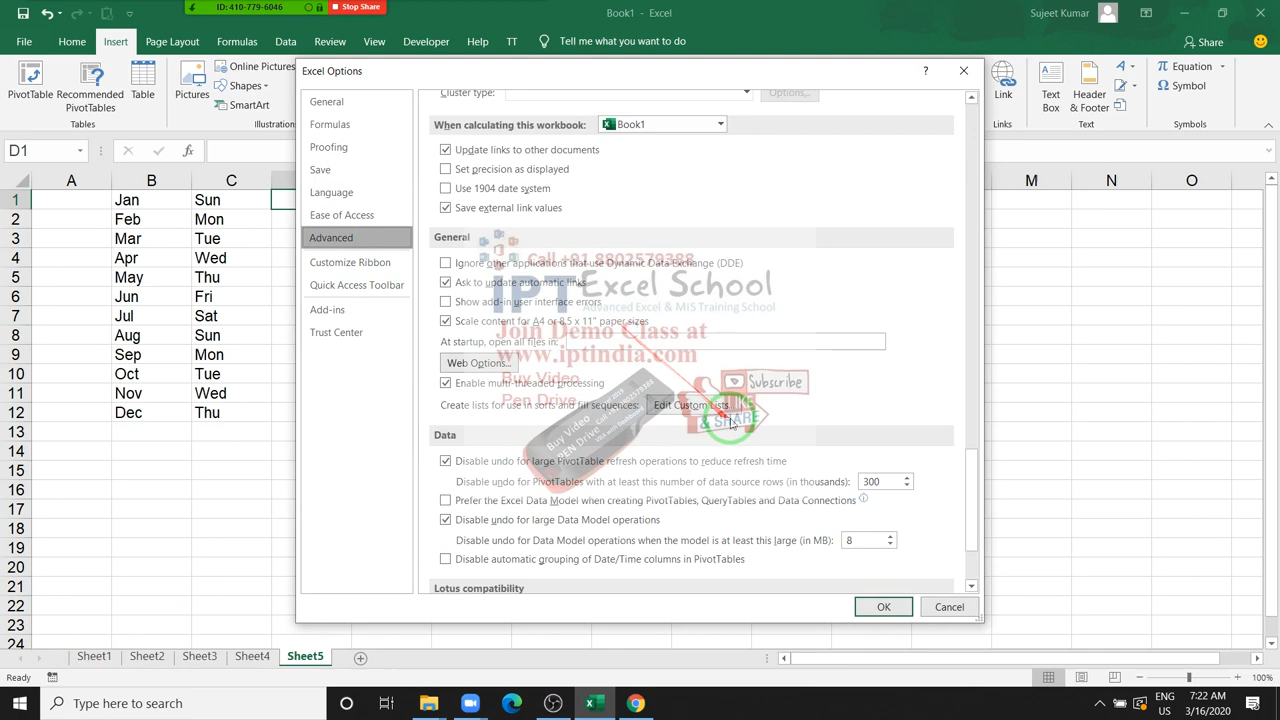 ID: 410-779-6046
Stop Share
Book1 - Excel
Sujeet Kumar
File Home Insert Page Layout Formulas Data Review View Developer Help TT Tell me what you want to do Share
PivotTable
Recommended PivotTables
Table
Tables
Pictures
Online Pictures
Shapes
SmartArt
Illustrations
Link
Links
Text Box
Header & Footer
Text
Equation
Symbol
Symbols
D1
fx
A B C M N O
1 Jan Sun
2 Feb Mon
3 Mar Tue
4 Apr Wed
5 May Thu
6 Jun Fri
7 Jul Sat
8 Aug Sun
9 Sep Mon
10 Oct Tue
11 Nov Wed
12 Dec Thu
13
14
15
16
17
18
19
20
21
22
23
24
Excel Options
?
General
Formulas
Proofing
Save
Language
Ease of Access
Advanced
Customize Ribbon
Quick Access Toolbar
Add-ins
Trust Center
Cluster type:
Options...
When calculating this workbook: Book1
Update links to other documents
Set precision as displayed
Use 1904 date system
Save external link values
General
Ignore other applications that use Dynamic Data Exchange (DDE)
Ask to update automatic links
Show add-in user interface errors
Scale content for A4 or 8.5 x 11" paper sizes
At startup, open all files in:
Web Options...
Enable multi-threaded processing
Create lists for use in sorts and fill sequences: Edit Custom Lists...
Data
Disable undo for large PivotTable refresh operations to reduce refresh time
Disable undo for PivotTables with at least this number of data source rows (in thousands): 300
Prefer the Excel Data Model when creating PivotTables, QueryTables and Data Connections
Disable undo for large Data Model operations
Disable undo for Data Model operations when the model is at least this large (in MB): 8
Disable automatic grouping of Date/Time columns in PivotTables
Lotus compatibility
OK Cancel
Call +91 8802579388
IPT Excel School
Advanced Excel & MIS Training School
Join Demo Class at
www.iptindia.com
Buy Video
Pen Drive
Buy Video
PEN Drive
Subscribe
LIKE
& SHARE
Sheet1 Sheet2 Sheet3 Sheet4 Sheet5
Ready
100%
Type here to search
ENG
7:22 AM
3/16/2020